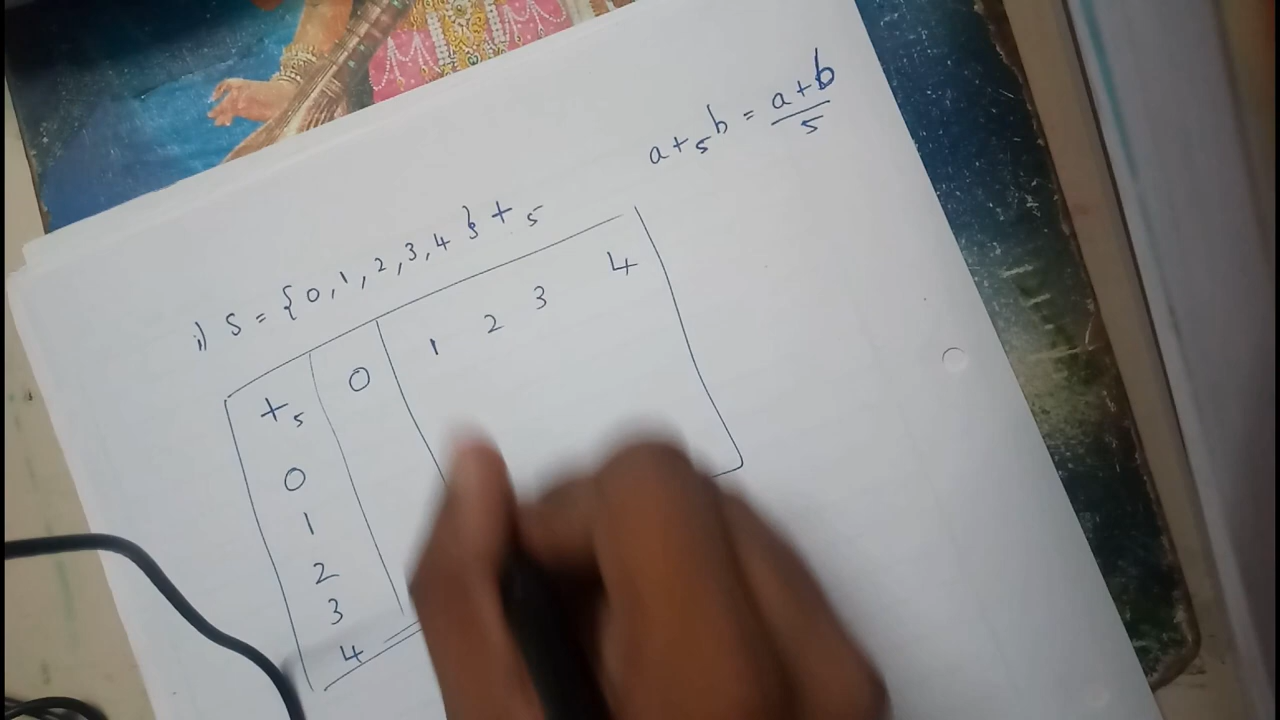 a +₅ b = a+b / 5
i) S = {0, 1, 2, 3, 4} +₅
+₅ 0 1 2 3 4
0
1
2
3
4